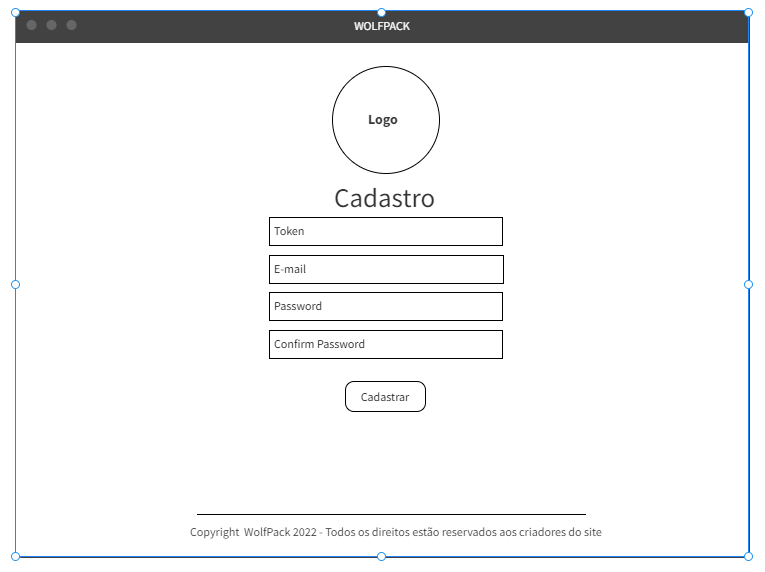 WOLFPACK
Logo
Cadastro
Token
E-mail
Password
Confirm Password
Cadastrar
Copyright WolfPack 2022 - Todos os direitos estão reservados aos criadores do site